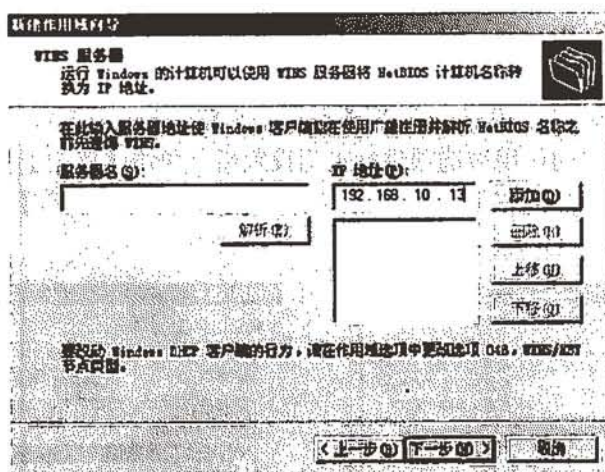 新建作用域向导
WINS 服务器
运行 Windows 的计算机可以使用 WINS 服务器将 NetBIOS 计算机名称转
换为 IP 地址。
在此输入服务器地址使 Windows 客户端能在使用广播注册并解析 NetBIOS 名称之
前先查询 WINS。
服务器名(S):
IP 地址(P):
192 .168 .10 .13
添加(D)
解析(E)
删除(R)
上移(U)
下移(O)
要改动 Windows DHCP 客户端的行为，请在作用域选项中更改选项 046，WINS/NBT
节点类型。
< 上一步(B)
下一步(N) >
取消